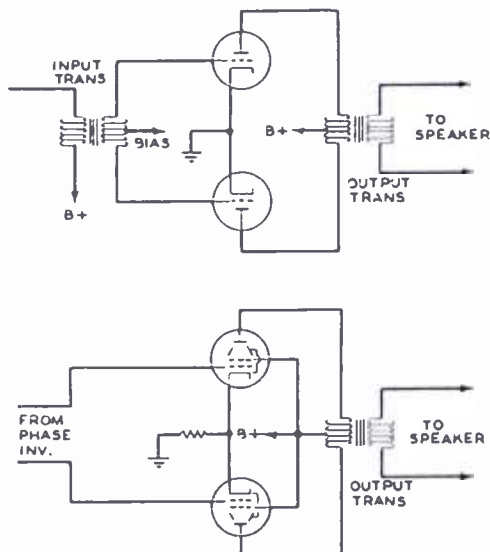 INPUT
TRANS
BIAS
B+
B+
TO
SPEAKER
OUTPUT
TRANS
FROM
PHASE
INV.
B+
TO
SPEAKER
OUTPUT
TRANS